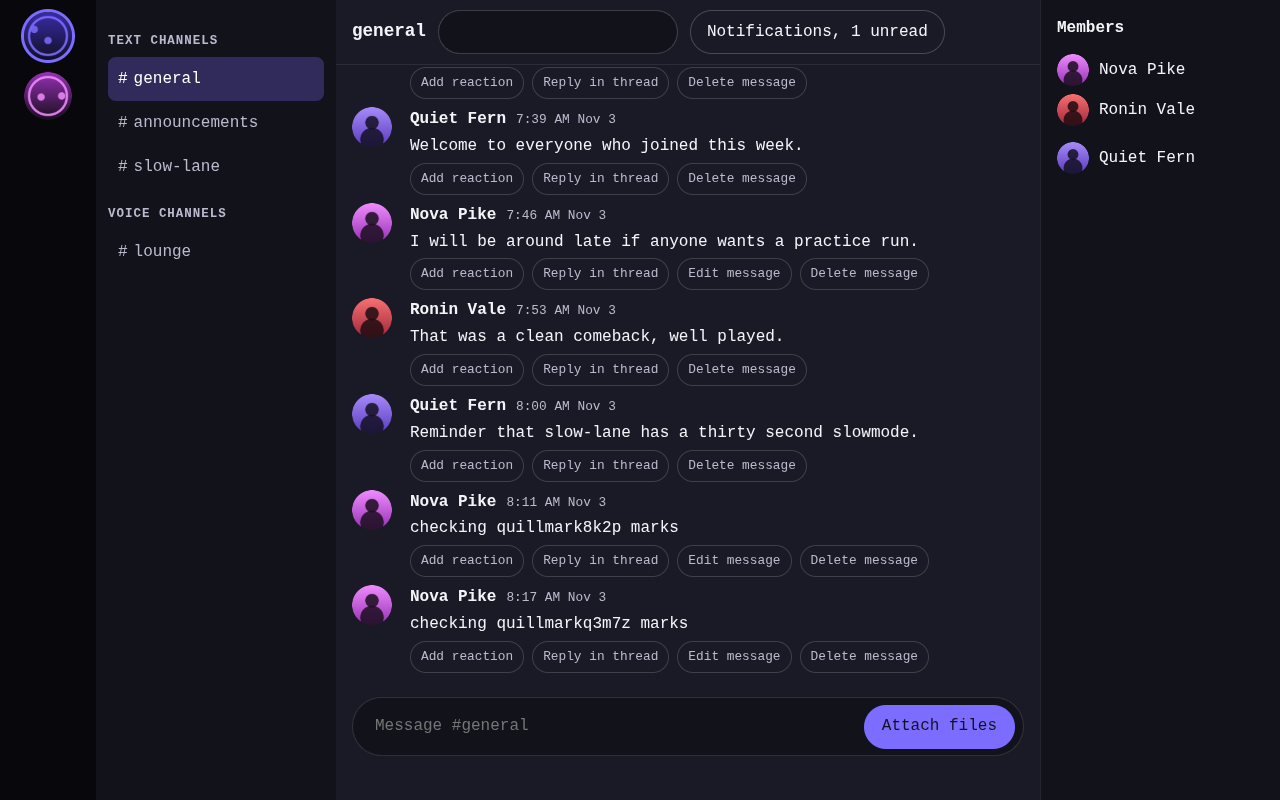 TEXT CHANNELS
# general
# announcements
# slow-lane
VOICE CHANNELS
# lounge
general
Notifications, 1 unread
Add reaction Reply in thread Delete message
Quiet Fern 7:39 AM Nov 3
Welcome to everyone who joined this week.
Add reaction Reply in thread Delete message
Nova Pike 7:46 AM Nov 3
I will be around late if anyone wants a practice run.
Add reaction Reply in thread Edit message Delete message
Ronin Vale 7:53 AM Nov 3
That was a clean comeback, well played.
Add reaction Reply in thread Delete message
Quiet Fern 8:00 AM Nov 3
Reminder that slow-lane has a thirty second slowmode.
Add reaction Reply in thread Delete message
Nova Pike 8:11 AM Nov 3
checking quillmark8k2p marks
Add reaction Reply in thread Edit message Delete message
Nova Pike 8:17 AM Nov 3
checking quillmarkq3m7z marks
Add reaction Reply in thread Edit message Delete message
Message #general
Attach files
Members
Nova Pike
Ronin Vale
Quiet Fern